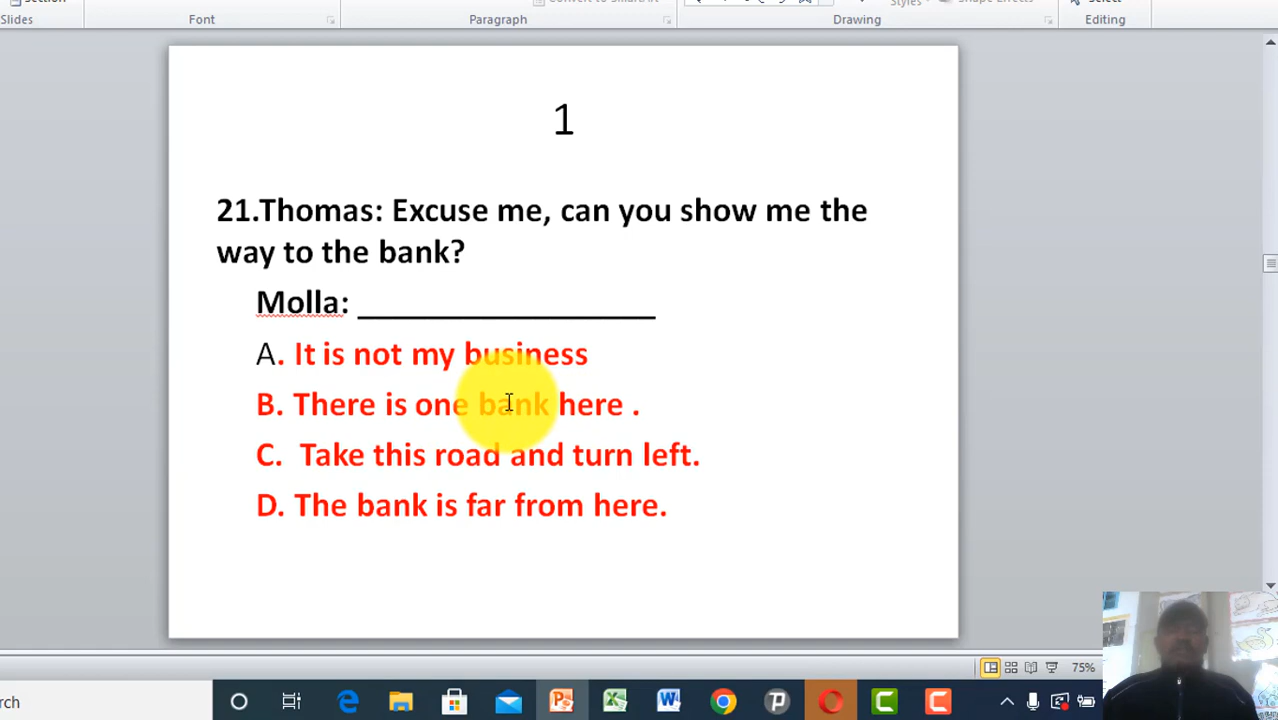 Slides
Font
Paragraph
Drawing
Editing
1
21.Thomas: Excuse me, can you show me the
way to the bank?
Molla: ____________________
A. It is not my business
B. There is one bank here .
C. Take this road and turn left.
D. The bank is far from here.
75%
rch